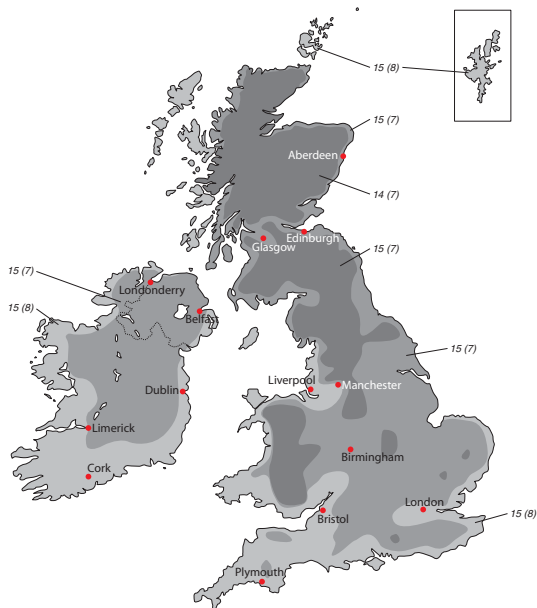 15 (8)
15 (7)
Aberdeen
14 (7)
Edinburgh
Glasgow
15 (7)
15 (7)
Londonderry
15 (8)
Belfast
15 (7)
Liverpool
Manchester
Dublin
Limerick
Birmingham
Cork
London
15 (8)
Bristol
Plymouth